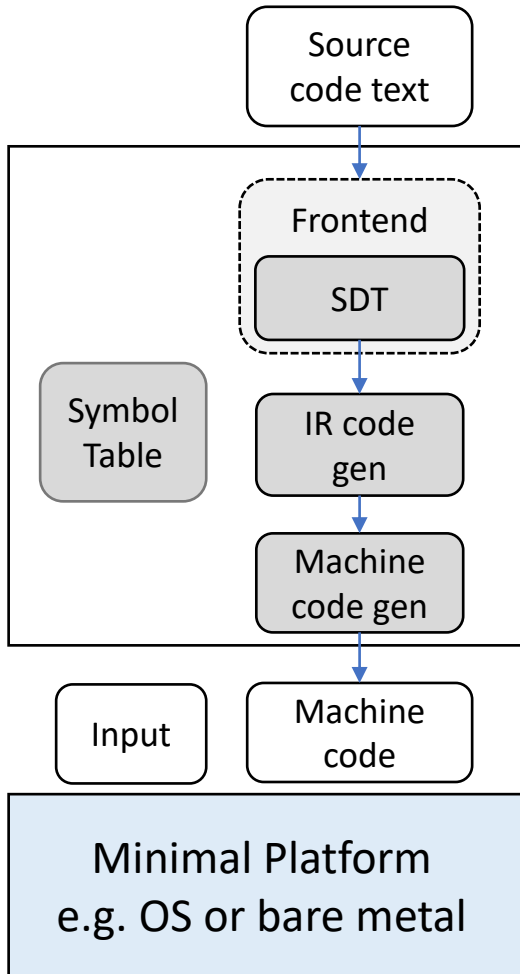 Source
code text
Frontend
SDT
Symbol
Table
IR code
gen
Machine
code gen
Input
Machine
code
Minimal Platform
e.g. OS or bare metal